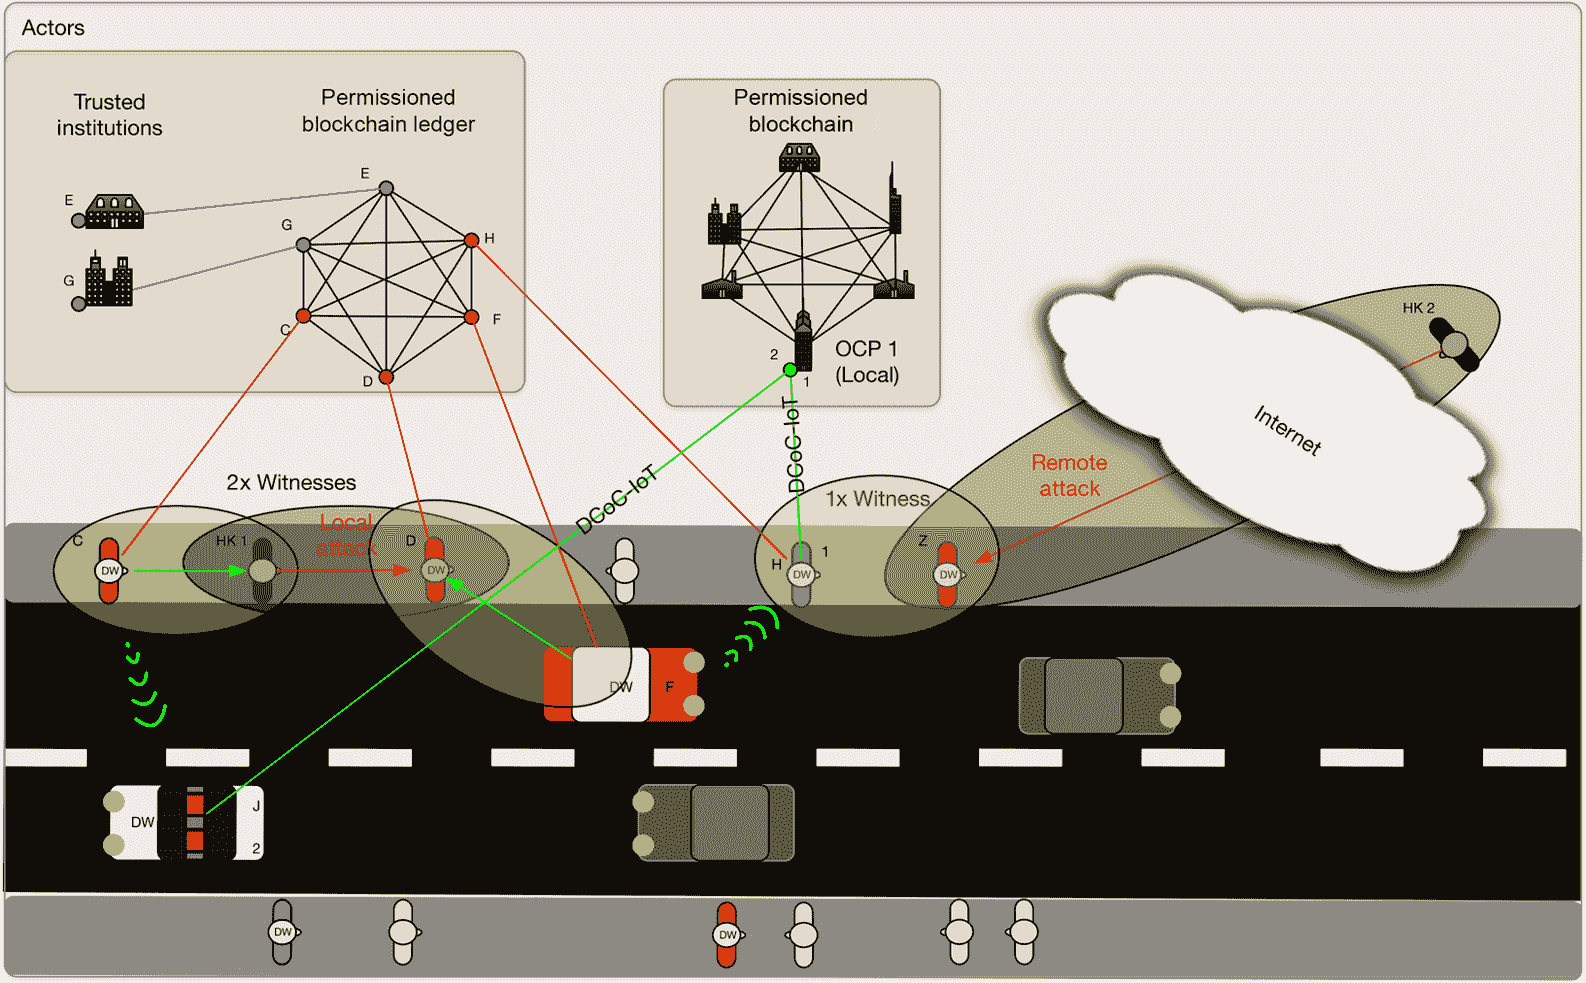 Actors
Trusted
institutions
Permissioned
blockchain ledger
E
G
E
G
H
C
F
D
Permissioned
blockchain
2
1
OCP 1
(Local)
HK 2
Internet
Remote
attack
DCoC-IoT
DCoC-IoT
2x Witnesses
1x Witness
C
DW
HK 1
Local
attack
D
DW
H
1
DW
Z
DW
DW
F
DW
J
2
DW
DW